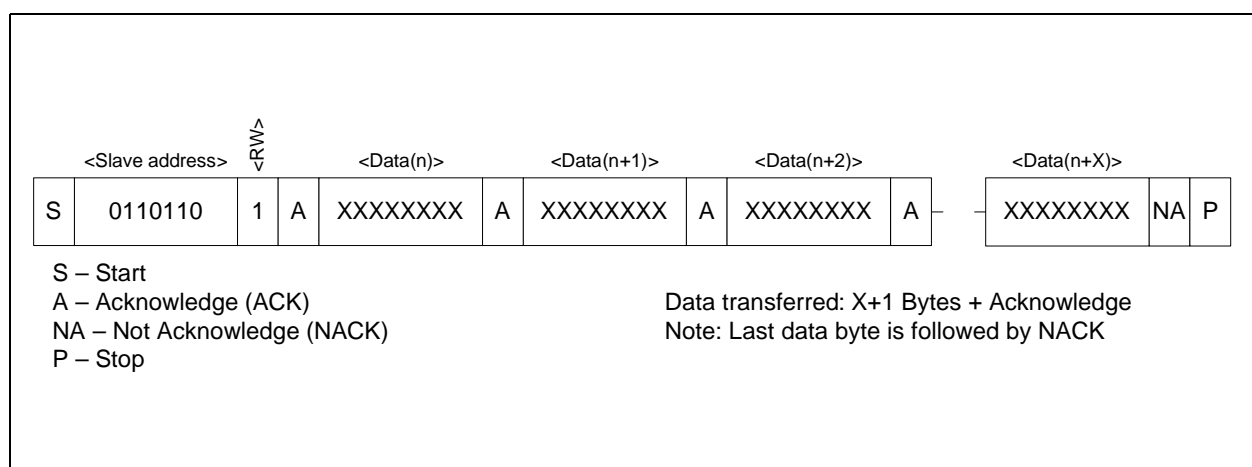 <RW>
<Slave address> <Data(n)> <Data(n+1)> <Data(n+2)> <Data(n+X)>
S 0110110 1 A XXXXXXXX A XXXXXXXX A XXXXXXXX A XXXXXXXX NA P
S – Start
A – Acknowledge (ACK) Data transferred: X+1 Bytes + Acknowledge
NA – Not Acknowledge (NACK) Note: Last data byte is followed by NACK
P – Stop